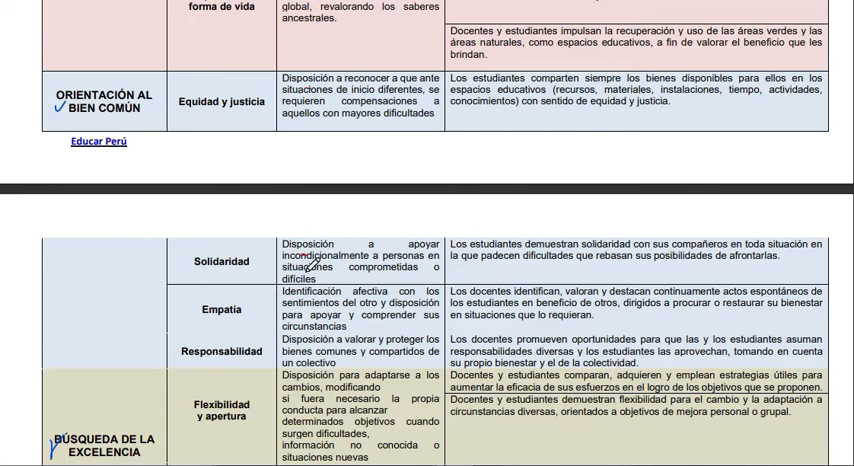 forma de vida
global, revalorando los saberes
ancestrales.
Docentes y estudiantes impulsan la recuperación y uso de las áreas verdes y las
áreas naturales, como espacios educativos, a fin de valorar el beneficio que les
brindan.
ORIENTACIÓN AL
BIEN COMÚN
Equidad y justicia
Disposición a reconocer a que ante
situaciones de inicio diferentes, se
requieren compensaciones a
aquellos con mayores dificultades
Los estudiantes comparten siempre los bienes disponibles para ellos en los
espacios educativos (recursos, materiales, instalaciones, tiempo, actividades,
conocimientos) con sentido de equidad y justicia.
Educar Perú
Solidaridad
Disposición a apoyar
incondicionalmente a personas en
situaciones comprometidas o
difíciles
Los estudiantes demuestran solidaridad con sus compañeros en toda situación en
la que padecen dificultades que rebasan sus posibilidades de afrontarlas.
Empatía
Identificación afectiva con los
sentimientos del otro y disposición
para apoyar y comprender sus
circunstancias
Los docentes identifican, valoran y destacan continuamente actos espontáneos de
los estudiantes en beneficio de otros, dirigidos a procurar o restaurar su bienestar
en situaciones que lo requieran.
Responsabilidad
Disposición a valorar y proteger los
bienes comunes y compartidos de
un colectivo
Los docentes promueven oportunidades para que las y los estudiantes asuman
responsabilidades diversas y los estudiantes las aprovechan, tomando en cuenta
su propio bienestar y el de la colectividad.
BÚSQUEDA DE LA
EXCELENCIA
Flexibilidad
y apertura
Disposición para adaptarse a los
cambios, modificando
si fuera necesario la propia
conducta para alcanzar
determinados objetivos cuando
surgen dificultades,
información no conocida o
situaciones nuevas
Docentes y estudiantes comparan, adquieren y emplean estrategias útiles para
aumentar la eficacia de sus esfuerzos en el logro de los objetivos que se proponen.
Docentes y estudiantes demuestran flexibilidad para el cambio y la adaptación a
circunstancias diversas, orientados a objetivos de mejora personal o grupal.